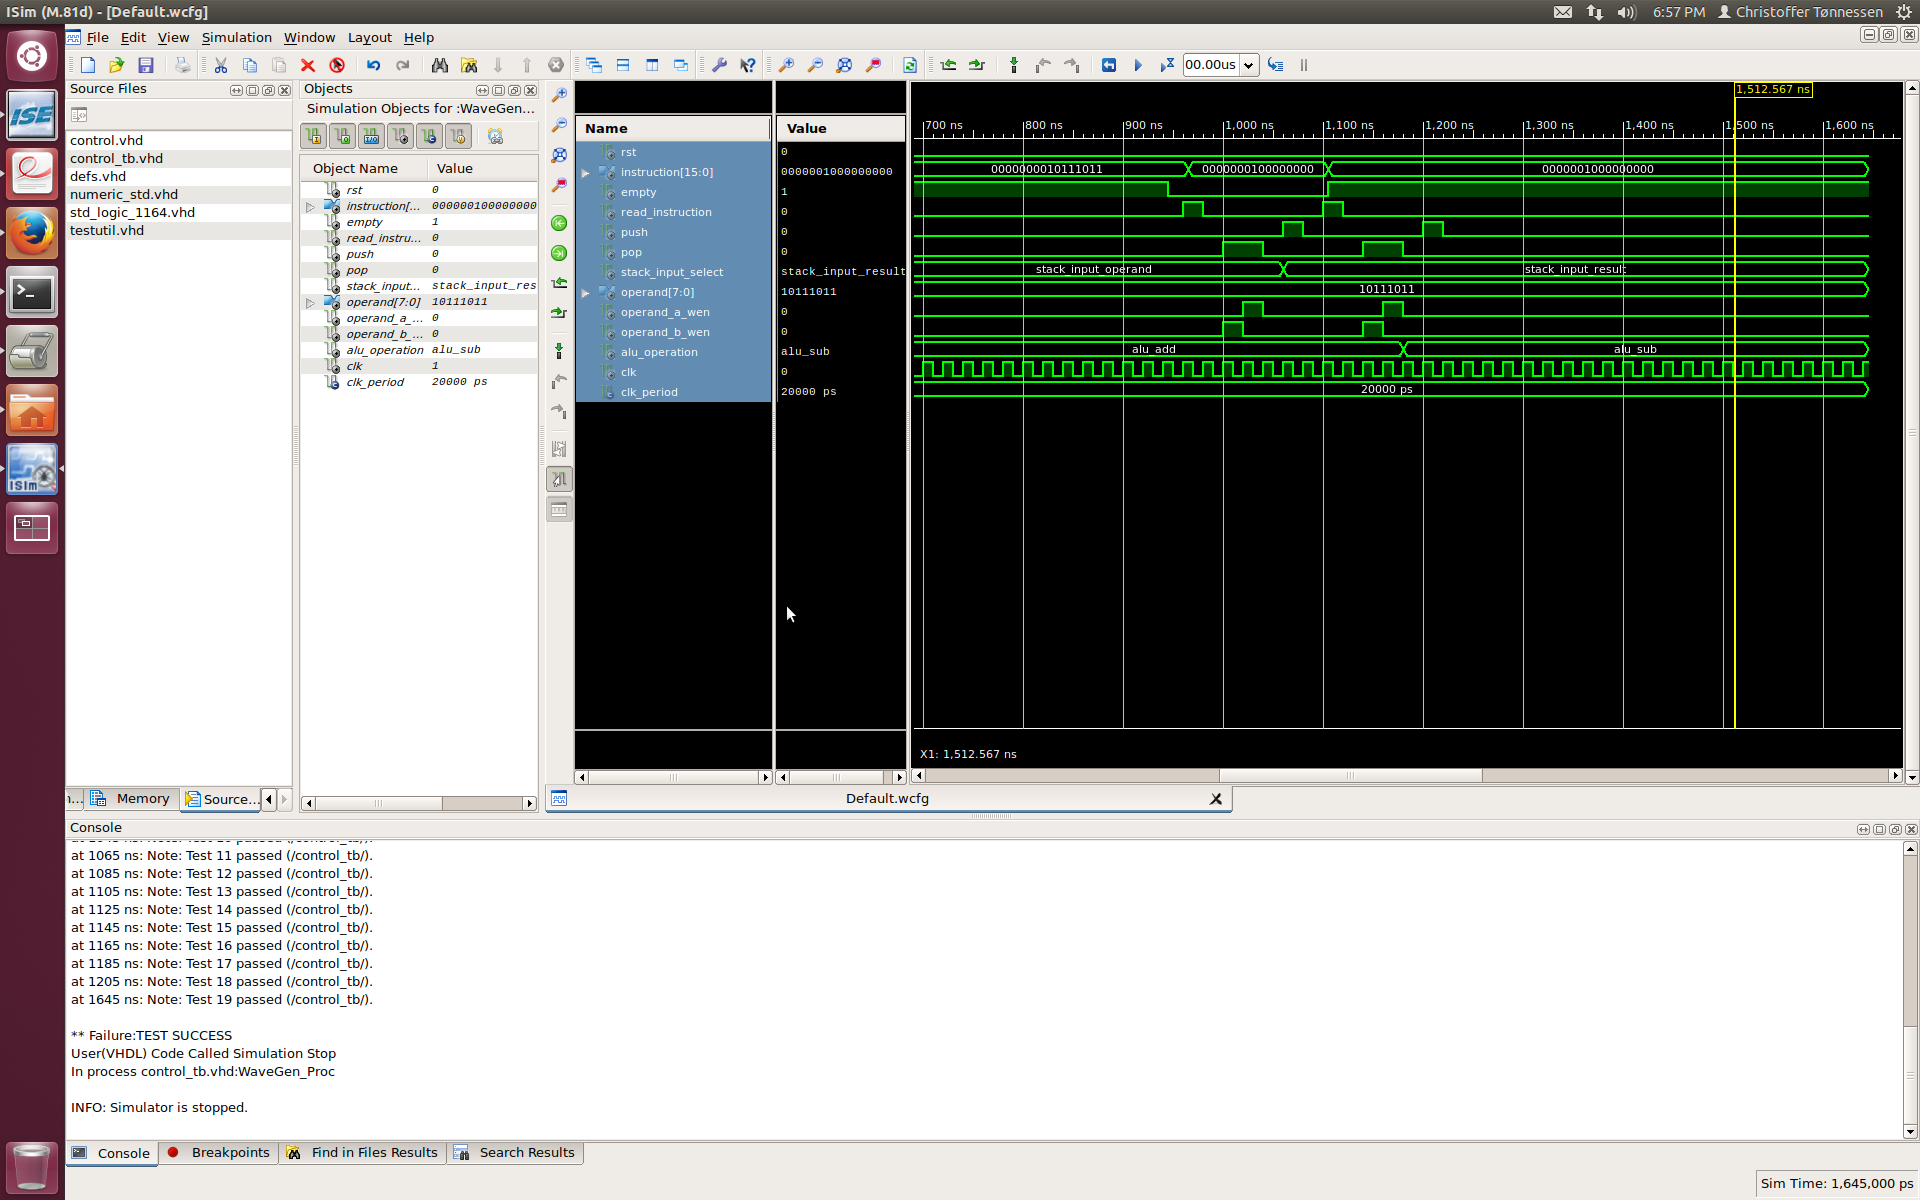 ISim (M.81d) - [Default.wcfg]
6:57 PM
Christoffer Tønnessen
File Edit View Simulation Window Layout Help
00.00us
Source Files
control.vhd
control_tb.vhd
defs.vhd
numeric_std.vhd
std_logic_1164.vhd
testutil.vhd
Memory
Source...
ISE
ISim
Objects
Simulation Objects for :WaveGen...
Object Name Value
rst 0
instruction[... 000000100000000
empty 1
read_instru... 0
push 0
pop 0
stack_input... stack_input_res
operand[7:0] 10111011
operand_a_... 0
operand_b_... 0
alu_operation alu_sub
clk 1
clk_period 20000 ps
Name Value
rst 0
instruction[15:0] 0000001000000000
empty 1
read_instruction 0
push 0
pop 0
stack_input_select stack_input_result
operand[7:0] 10111011
operand_a_wen 0
operand_b_wen 0
alu_operation alu_sub
clk 0
clk_period 20000 ps
1,512.567 ns
700 ns 800 ns 900 ns 1,000 ns 1,100 ns 1,200 ns 1,300 ns 1,400 ns 1,500 ns 1,600 ns
0000000010111011 0000000100000000 0000001000000000
stack_input_operand stack_input_result
10111011
alu_add alu_sub
20000 ps
X1: 1,512.567 ns
Default.wcfg
Console
at 1065 ns: Note: Test 11 passed (/control_tb/).
at 1085 ns: Note: Test 12 passed (/control_tb/).
at 1105 ns: Note: Test 13 passed (/control_tb/).
at 1125 ns: Note: Test 14 passed (/control_tb/).
at 1145 ns: Note: Test 15 passed (/control_tb/).
at 1165 ns: Note: Test 16 passed (/control_tb/).
at 1185 ns: Note: Test 17 passed (/control_tb/).
at 1205 ns: Note: Test 18 passed (/control_tb/).
at 1645 ns: Note: Test 19 passed (/control_tb/).
** Failure:TEST SUCCESS
User(VHDL) Code Called Simulation Stop
In process control_tb.vhd:WaveGen_Proc
INFO: Simulator is stopped.
Console Breakpoints Find in Files Results Search Results
Sim Time: 1,645,000 ps